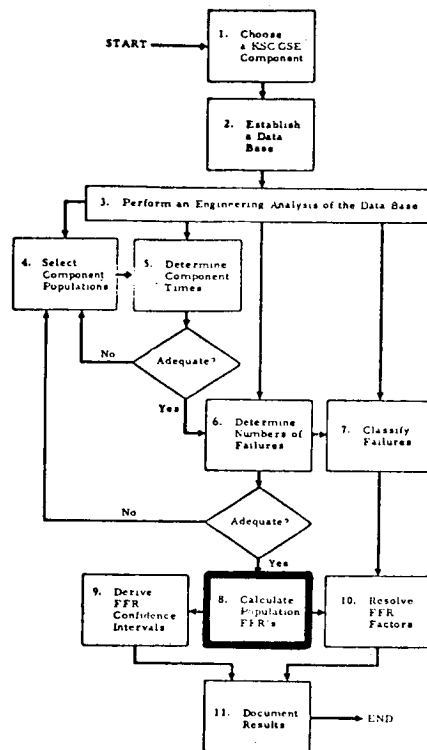 START
1. Choose
a KSC GSE
Component
2. Establish
a Data
Base
3. Perform an Engineering Analysis of the Data Base
4. Select
Component
Populations
5. Determine
Component
Times
No
Adequate?
Yes
6. Determine
Numbers of
Failures
7. Classify
Failures
No
Adequate?
Yes
9. Derive
FFR
Confidence
Intervals
8. Calculate
Population
FFR's
10. Resolve
FFR
Factors
11. Document
Results
END